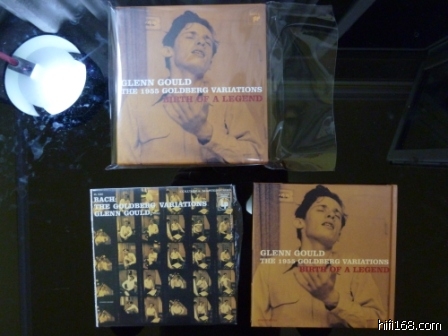 GLENN GOULD
THE 1955 GOLDBERG VARIATIONS
BIRTH OF A LEGEND
BACH:
THE GOLDBERG VARIATIONS
GLENN GOULD
GLENN GOULD
THE 1955 GOLDBERG VARIATIONS
BIRTH OF A LEGEND
hifi168.com